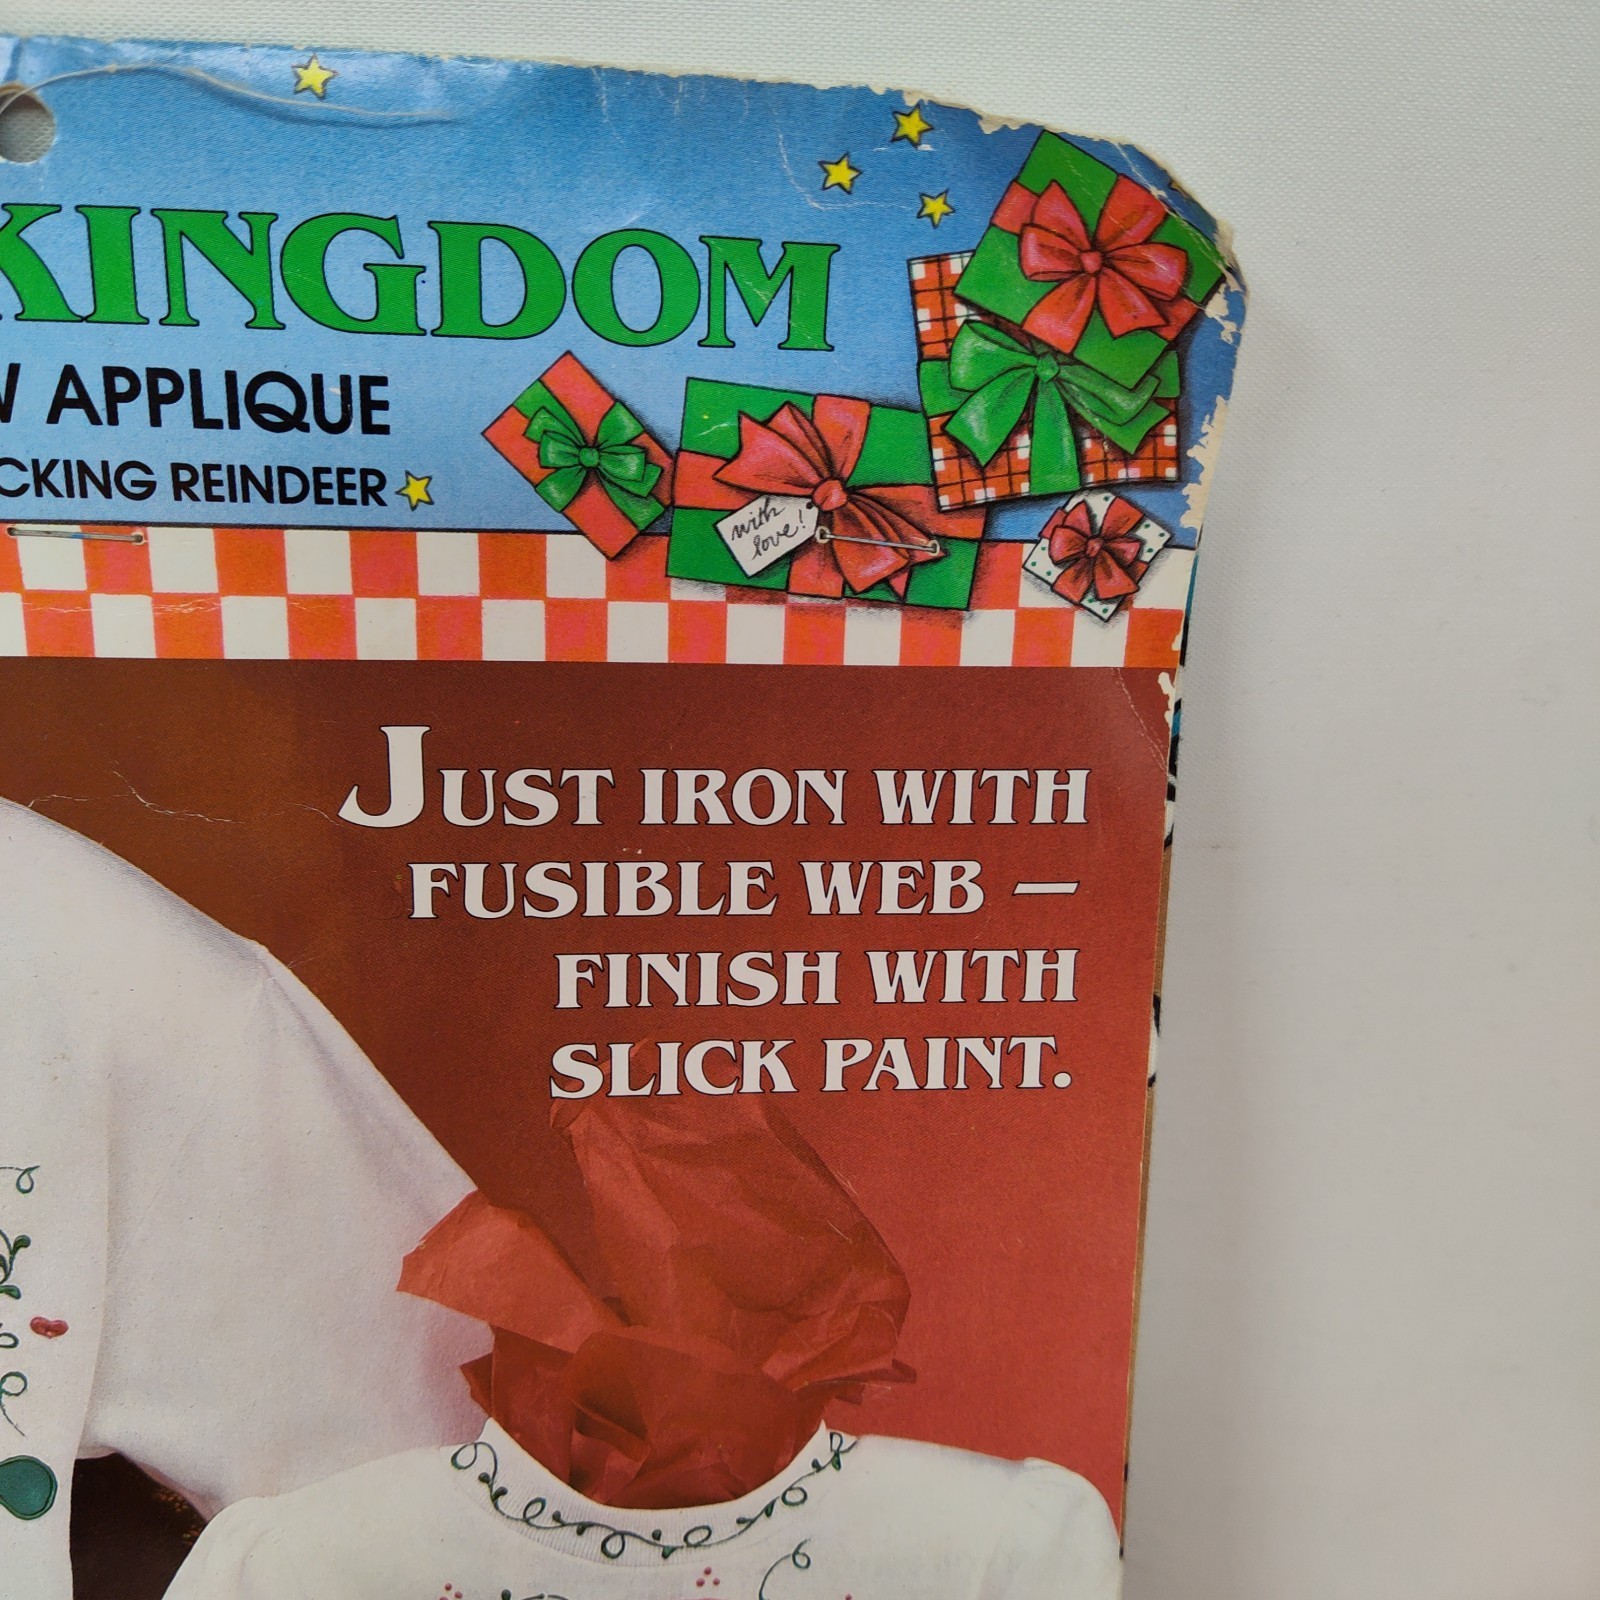 KINGDOM
W APPLIQUE
CKING REINDEER
with
love!
JUST IRON WITH
FUSIBLE WEB —
FINISH WITH
SLICK PAINT.